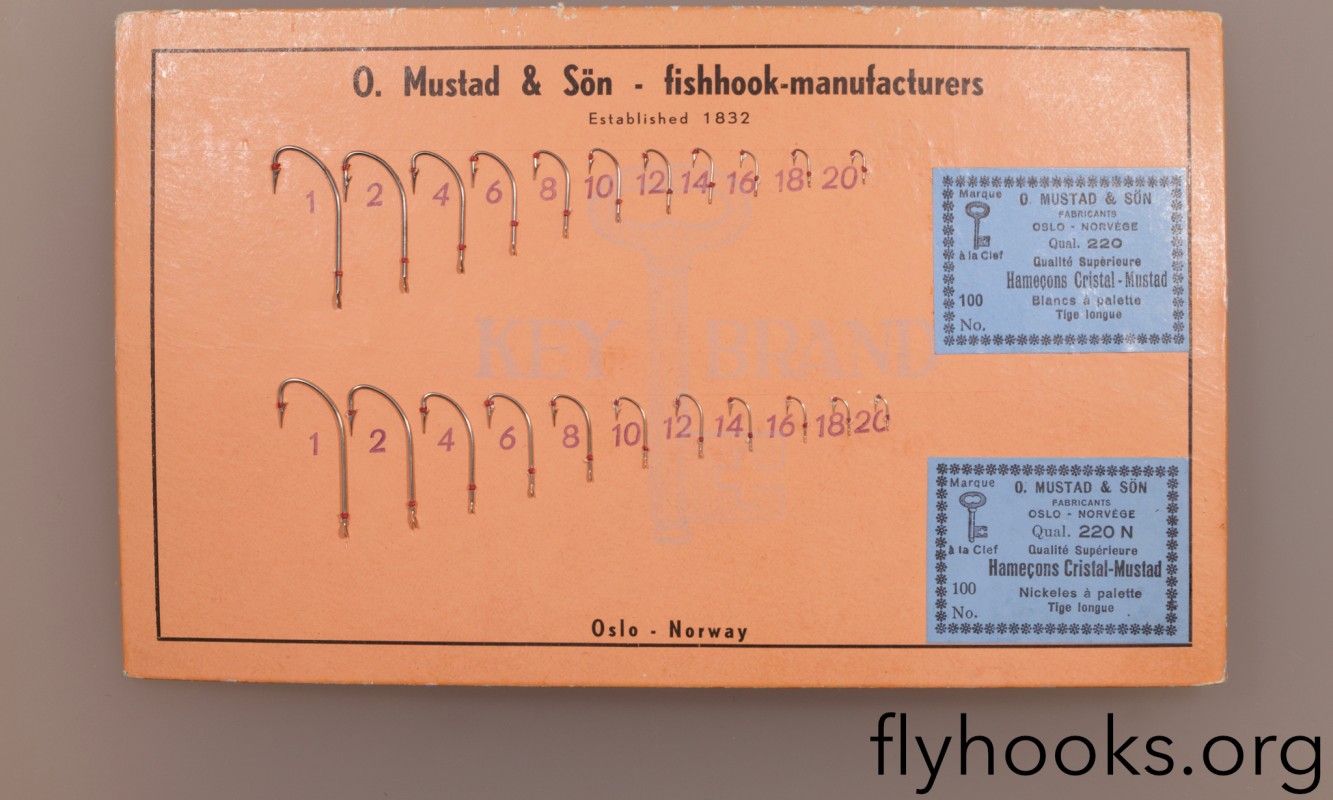 O. Mustad & Sön - fishhook-manufacturers
Established 1832
1 2 4 6 8 10 12 14 16 18 20
Marque
à la Clef
O. MUSTAD & SÖN
FABRICANTS
OSLO - NORVÈGE
Qual. 220
Qualité Supérieure
Hameçons Cristal-Mustad
100
Blancs à palette
Tige longue
No.
KEY BRAND
1 2 4 6 8 10 12 14 16 18 20
Marque
à la Clef
O. MUSTAD & SÖN
FABRICANTS
OSLO - NORVÈGE
Qual. 220 N
Qualité Supérieure
Hameçons Cristal-Mustad
100
Nickeles à palette
Tige longue
No.
Oslo - Norway
flyhooks.org